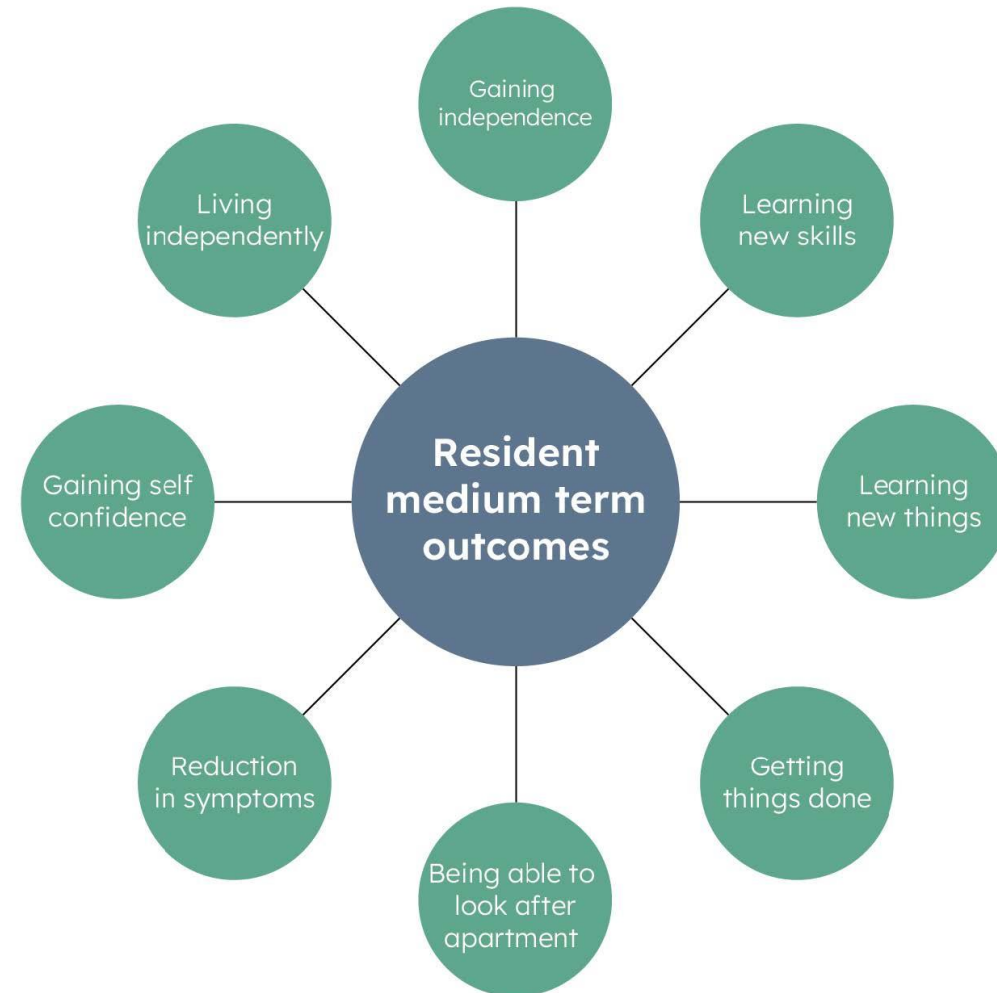 Gaining
independence
Learning
new skills
Learning
new things
Getting
things done
Being able to
look after
apartment
Reduction
in symptoms
Gaining self
confidence
Living
independently
Resident
medium term
outcomes